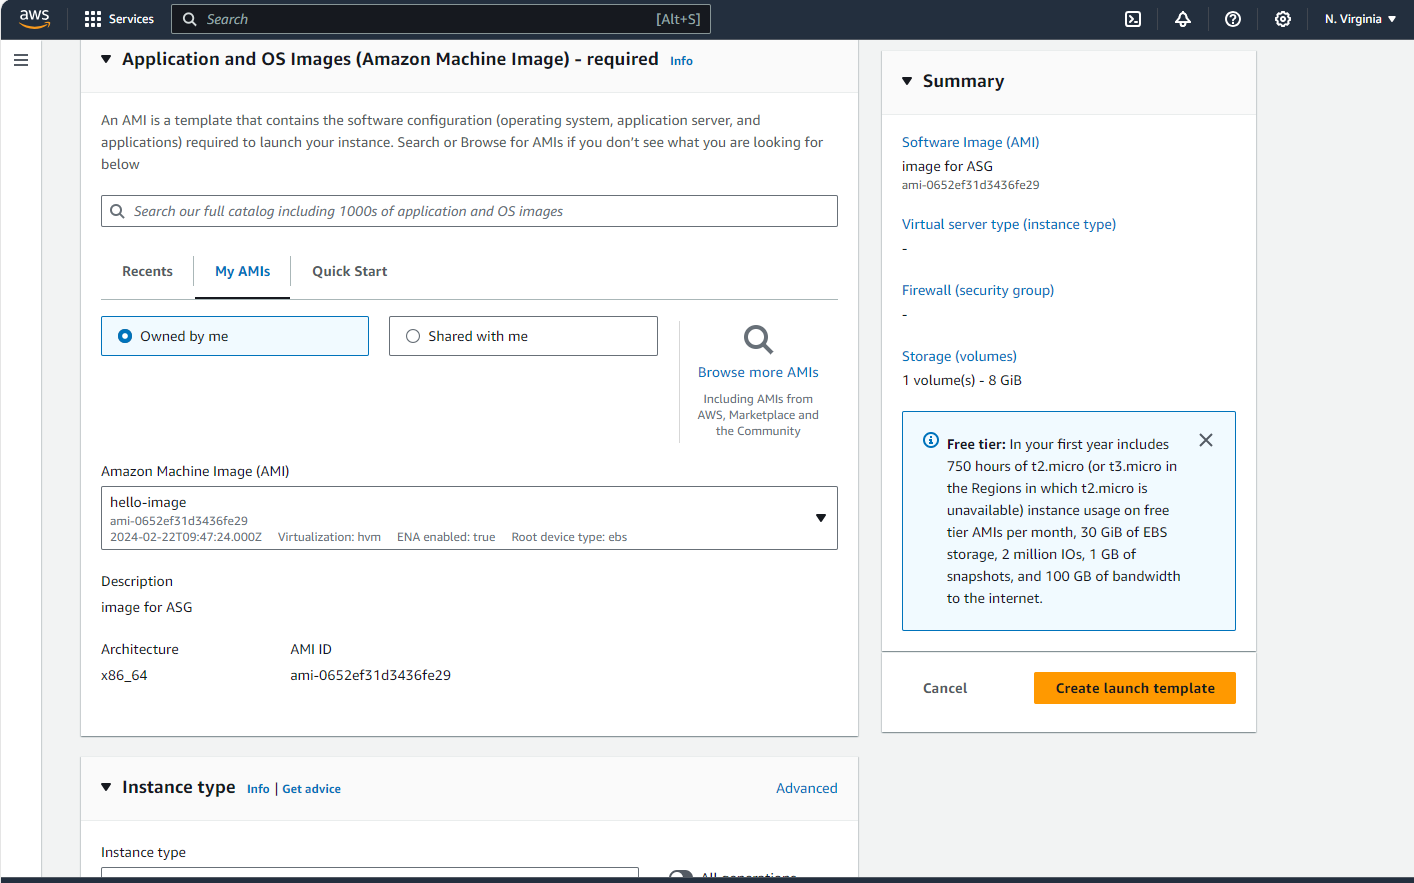 aws
Services
Search
[Alt+S]
N. Virginia
Application and OS Images (Amazon Machine Image) - required Info
An AMI is a template that contains the software configuration (operating system, application server, and
applications) required to launch your instance. Search or Browse for AMIs if you don't see what you are looking for
below
Search our full catalog including 1000s of application and OS images
Recents
My AMIs
Quick Start
Owned by me
Shared with me
Browse more AMIs
Including AMIs from
AWS, Marketplace and
the Community
Amazon Machine Image (AMI)
hello-image
ami-0652ef31d3436fe29
2024-02-22T09:47:24.000Z Virtualization: hvm ENA enabled: true Root device type: ebs
Description
image for ASG
Architecture
AMI ID
x86_64
ami-0652ef31d3436fe29
Instance type Info | Get advice
Advanced
Instance type
All generations
Summary
Software Image (AMI)
image for ASG
ami-0652ef31d3436fe29
Virtual server type (instance type)
-
Firewall (security group)
-
Storage (volumes)
1 volume(s) - 8 GiB
Free tier: In your first year includes
750 hours of t2.micro (or t3.micro in
the Regions in which t2.micro is
unavailable) instance usage on free
tier AMIs per month, 30 GiB of EBS
storage, 2 million IOs, 1 GB of
snapshots, and 100 GB of bandwidth
to the internet.
Cancel
Create launch template